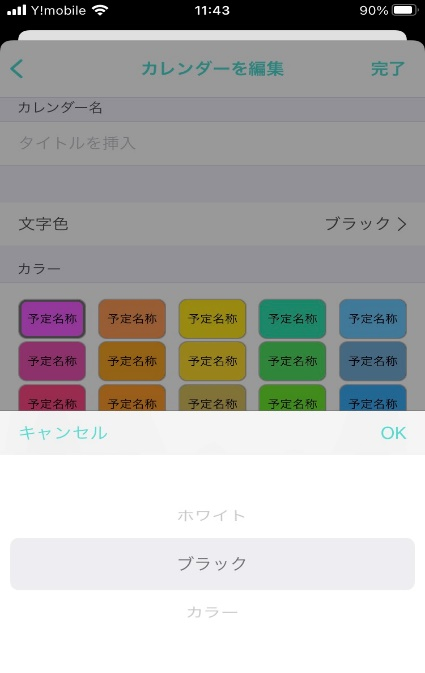 Y!mobile 11:43 90%
カレンダーを編集 完了
カレンダー名
タイトルを挿入
文字色 ブラック
カラー
予定名称 予定名称 予定名称 予定名称 予定名称
予定名称 予定名称 予定名称 予定名称 予定名称
予定名称 予定名称 予定名称 予定名称 予定名称
キャンセル OK
ホワイト
ブラック
カラー